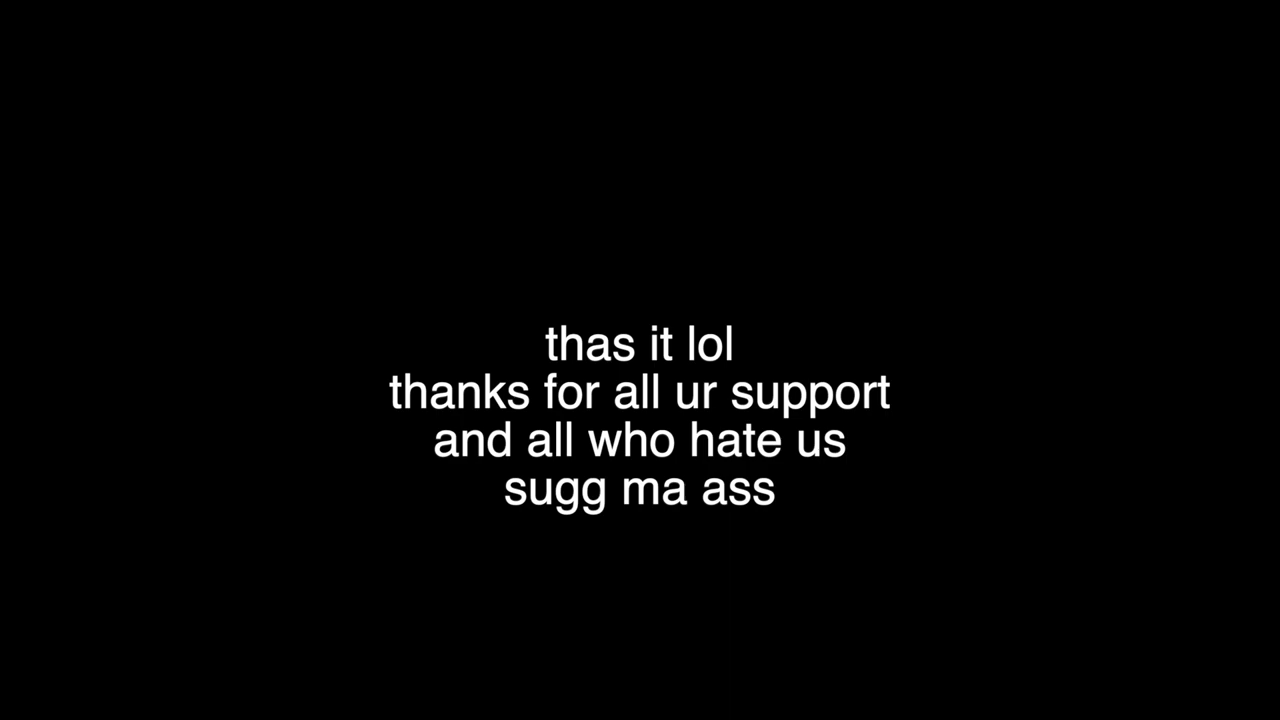 thas it lol
thanks for all ur support
and all who hate us
sugg ma ass